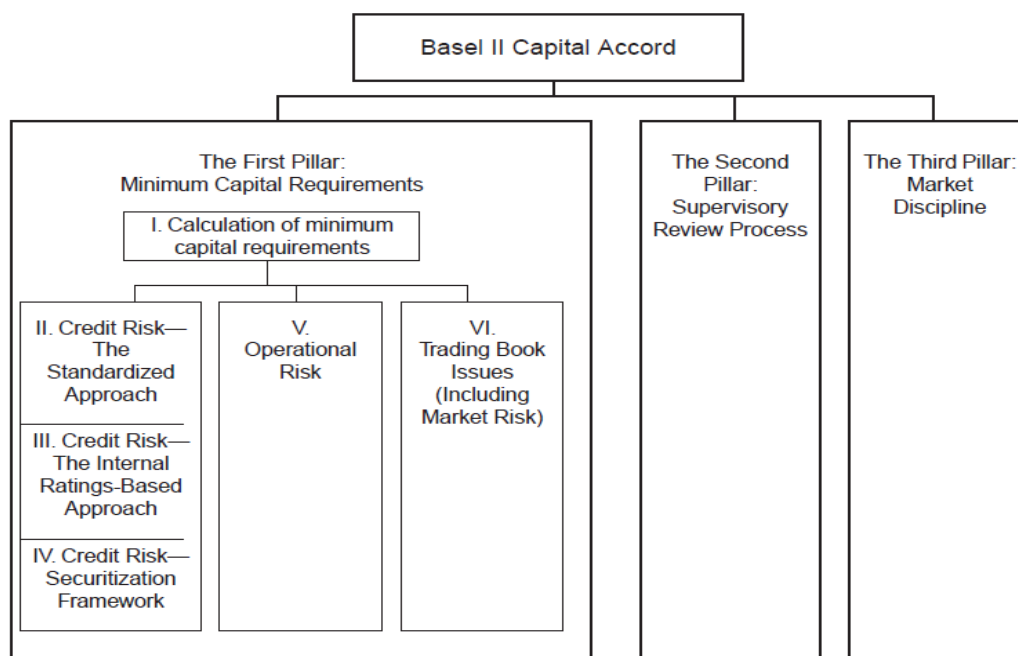 Basel II Capital Accord
The First Pillar:
Minimum Capital Requirements
I. Calculation of minimum
capital requirements
II. Credit Risk—
The
Standardized
Approach
III. Credit Risk—
The Internal
Ratings-Based
Approach
IV. Credit Risk—
Securitization
Framework
V.
Operational
Risk
VI.
Trading Book
Issues
(Including
Market Risk)
The Second
Pillar:
Supervisory
Review Process
The Third Pillar:
Market
Discipline